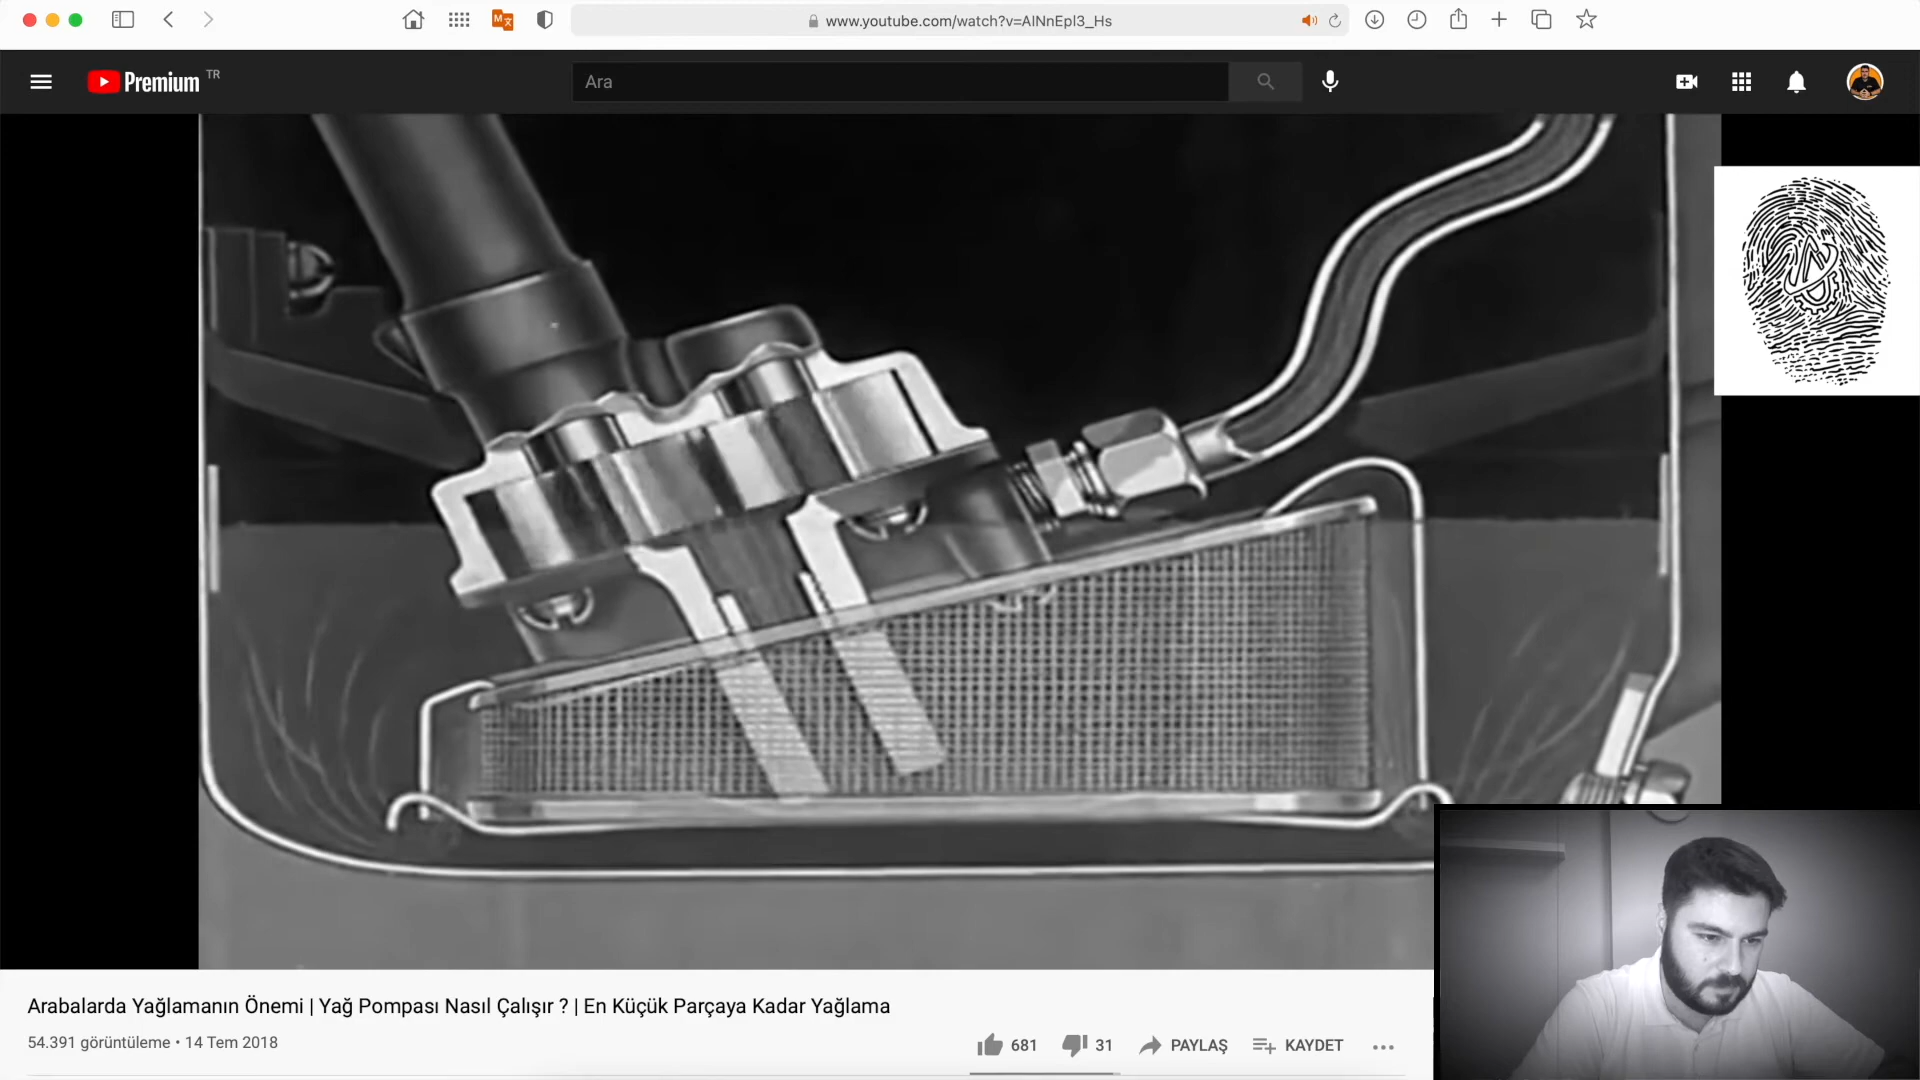 www.youtube.com/watch?v=AlNnEpl3_Hs
Premium TR
Ara
Arabalarda Yağlamanın Önemi | Yağ Pompası Nasıl Çalışır ? | En Küçük Parçaya Kadar Yağlama
54.391 görüntüleme • 14 Tem 2018
681
31
PAYLAŞ
KAYDET